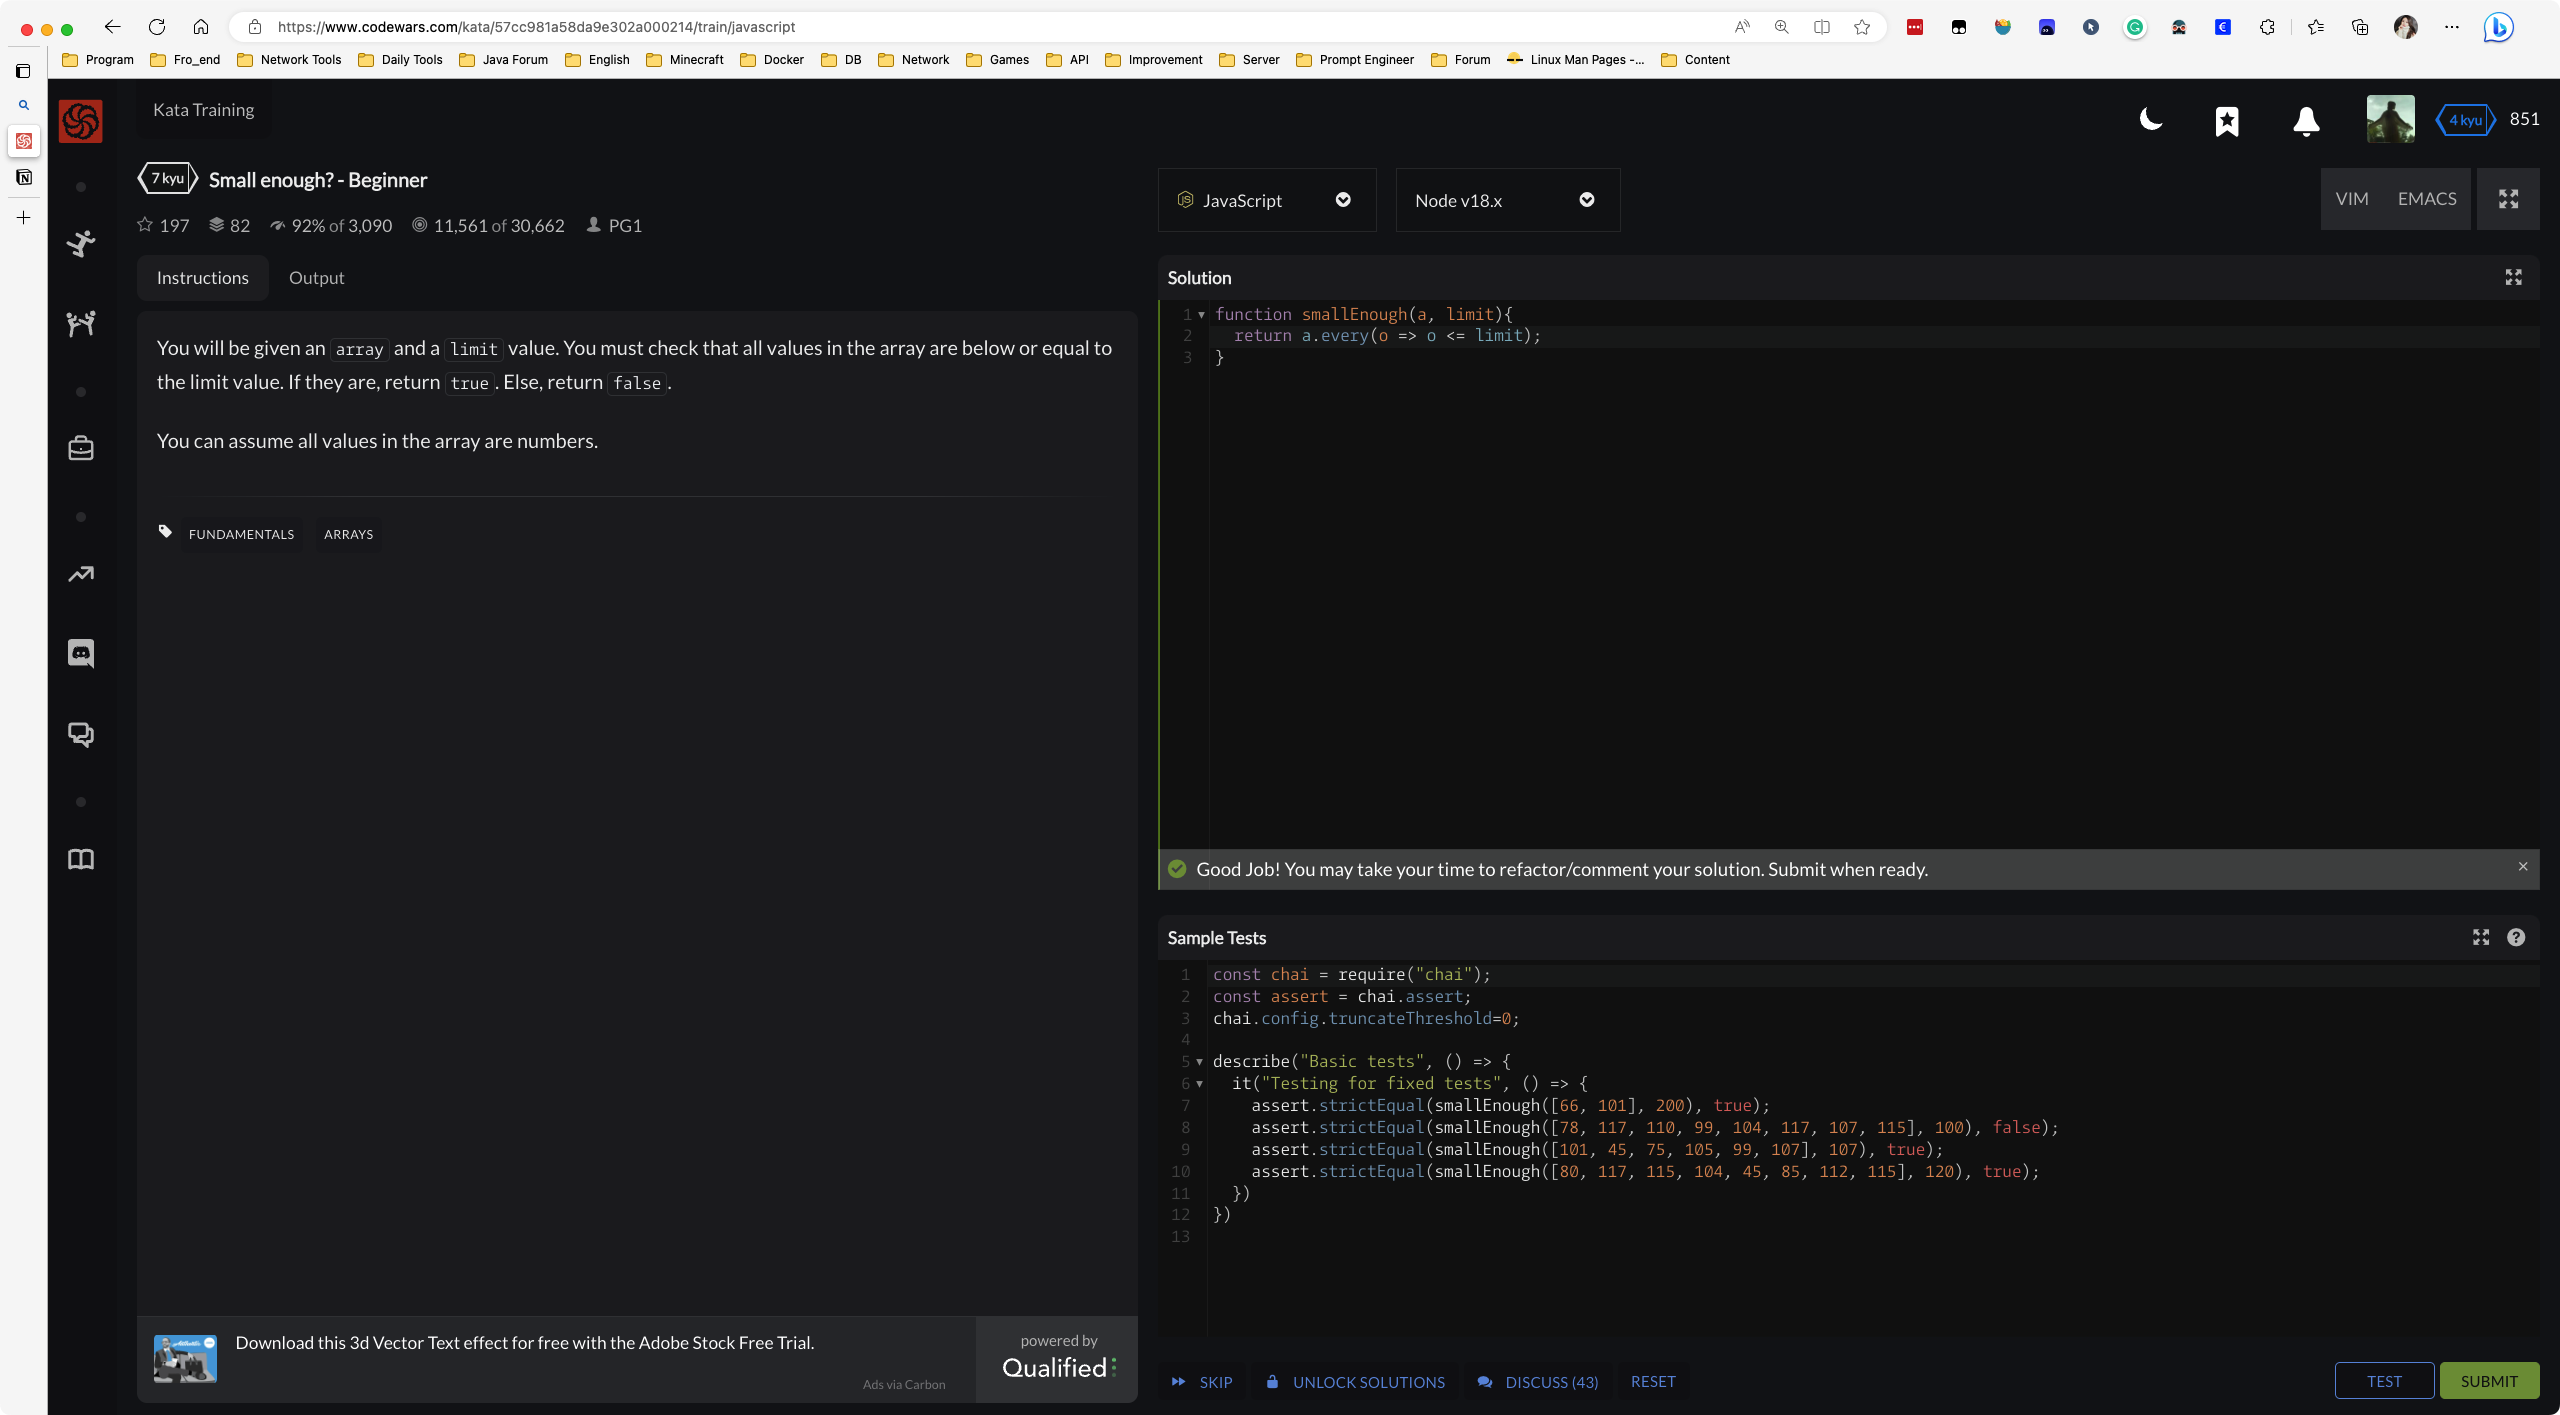 https://www.codewars.com/kata/57cc981a58da9e302a000214/train/javascript
Program Fro_end Network Tools Daily Tools Java Forum English Minecraft Docker DB Network Games API Improvement Server Prompt Engineer Forum Linux Man Pages -... Content
Kata Training
4 kyu 851
7 kyu Small enough? - Beginner
197 82 92% of 3,090 11,561 of 30,662 PG1
JavaScript Node v18.x VIM EMACS
Instructions Output
You will be given an array and a limit value. You must check that all values in the array are below or equal to
the limit value. If they are, return true. Else, return false.
You can assume all values in the array are numbers.
FUNDAMENTALS ARRAYS
Download this 3d Vector Text effect for free with the Adobe Stock Free Trial.
Ads via Carbon
powered by
Qualified
Solution
1 function smallEnough(a, limit){
2 return a.every(o => o <= limit);
3 }
Good Job! You may take your time to refactor/comment your solution. Submit when ready.
Sample Tests
1 const chai = require("chai");
2 const assert = chai.assert;
3 chai.config.truncateThreshold=0;
4
5 describe("Basic tests", () => {
6 it("Testing for fixed tests", () => {
7 assert.strictEqual(smallEnough([66, 101], 200), true);
8 assert.strictEqual(smallEnough([78, 117, 110, 99, 104, 117, 107, 115], 100), false);
9 assert.strictEqual(smallEnough([101, 45, 75, 105, 99, 107], 107), true);
10 assert.strictEqual(smallEnough([80, 117, 115, 104, 45, 85, 112, 115], 120), true);
11 })
12 })
13
SKIP UNLOCK SOLUTIONS DISCUSS (43) RESET TEST SUBMIT